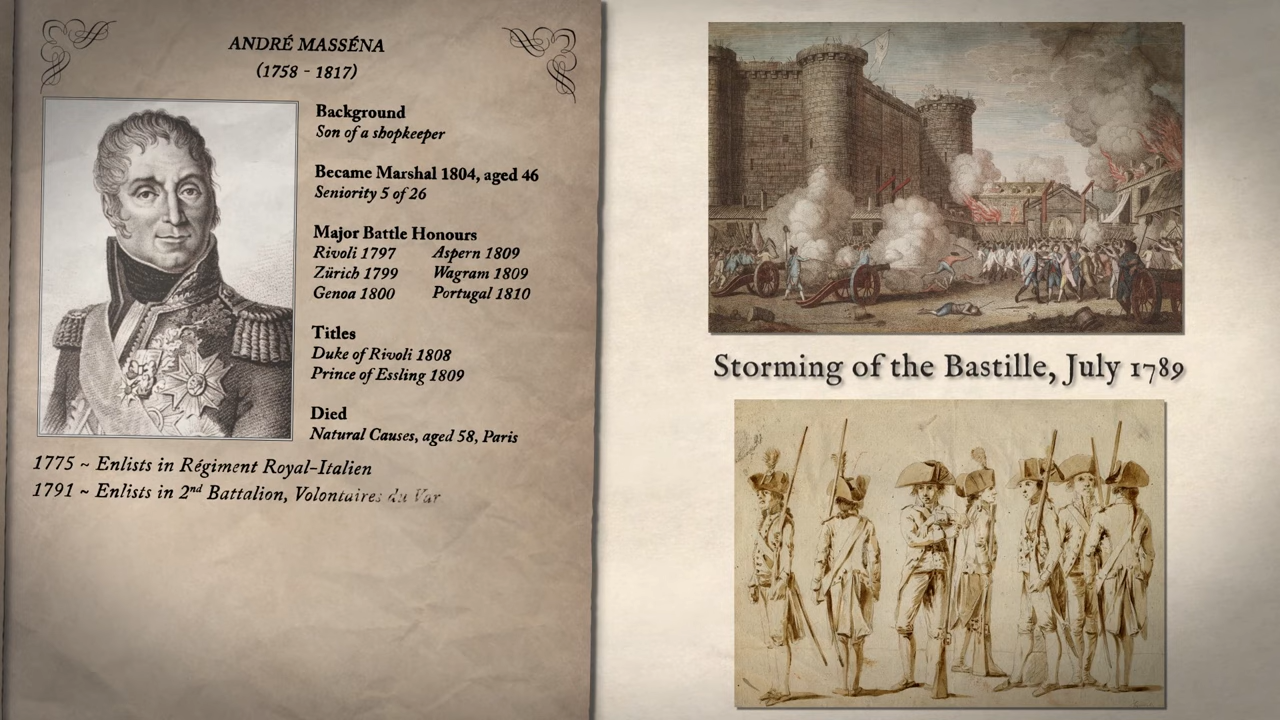 ANDRÉ MASSÉNA
(1758 - 1817)
Background
Son of a shopkeeper
Became Marshal 1804, aged 46
Seniority 5 of 26
Major Battle Honours
Rivoli 1797 Aspern 1809
Zürich 1799 Wagram 1809
Genoa 1800 Portugal 1810
Titles
Duke of Rivoli 1808
Prince of Essling 1809
Died
Natural Causes, aged 58, Paris
1775 ~ Enlists in Régiment Royal-Italien
1791 ~ Enlists in 2nd Battalion, Volontaires du Var
Storming of the Bastille, July 1789